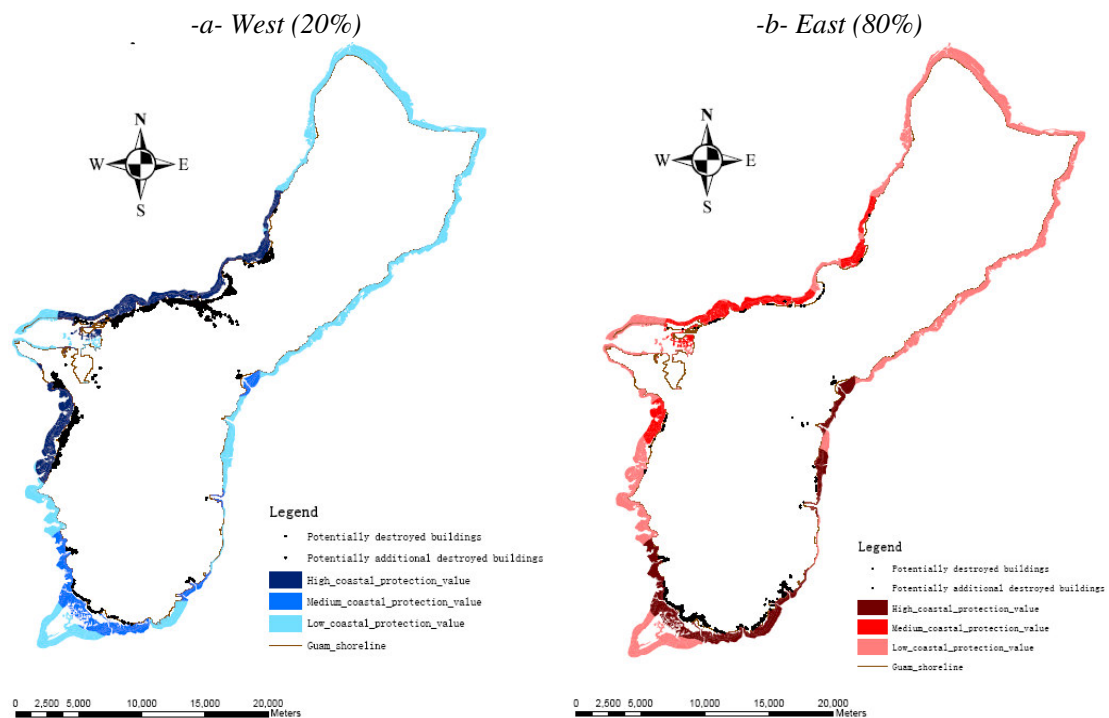 -a- West (20%)
-b- East (80%)
N
W E
S
N
W E
S
Legend
Potentially destroyed buildings
Potentially additional destroyed buildings
High_coastal_protection_value
Medium_coastal_protection_value
Low_coastal_protection_value
Guam_shoreline
Legend
Potentially destroyed buildings
Potentially additional destroyed buildings
High_coastal_protection_value
Medium_coastal_protection_value
Low_coastal_protection_value
Guam_shoreline
0 2,500 5,000 10,000 15,000 20,000
Meters
0 2,500 5,000 10,000 15,000 20,000
Meters